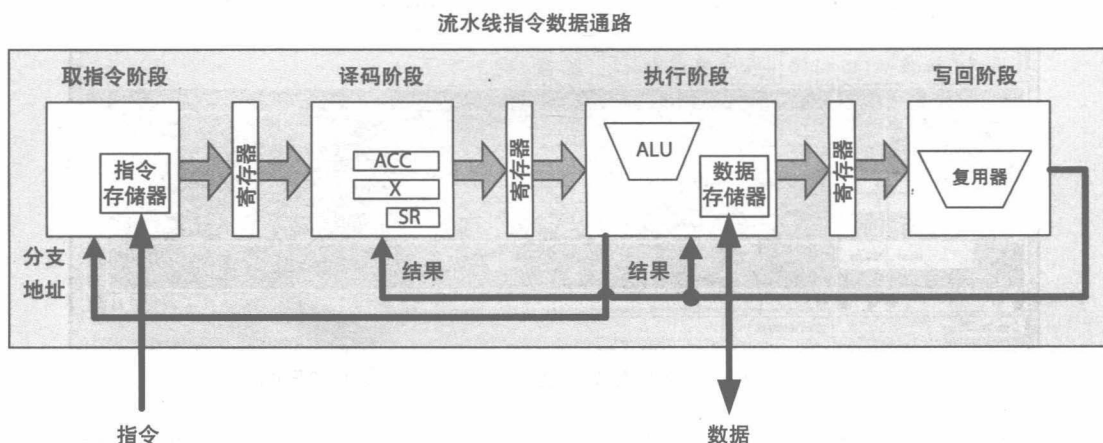 流水线指令数据通路
取指令阶段
译码阶段
执行阶段
写回阶段
指令
存储器
寄存器
ACC
X
SR
寄存器
ALU
数据
存储器
寄存器
复用器
分支
地址
结果
结果
指令
数据